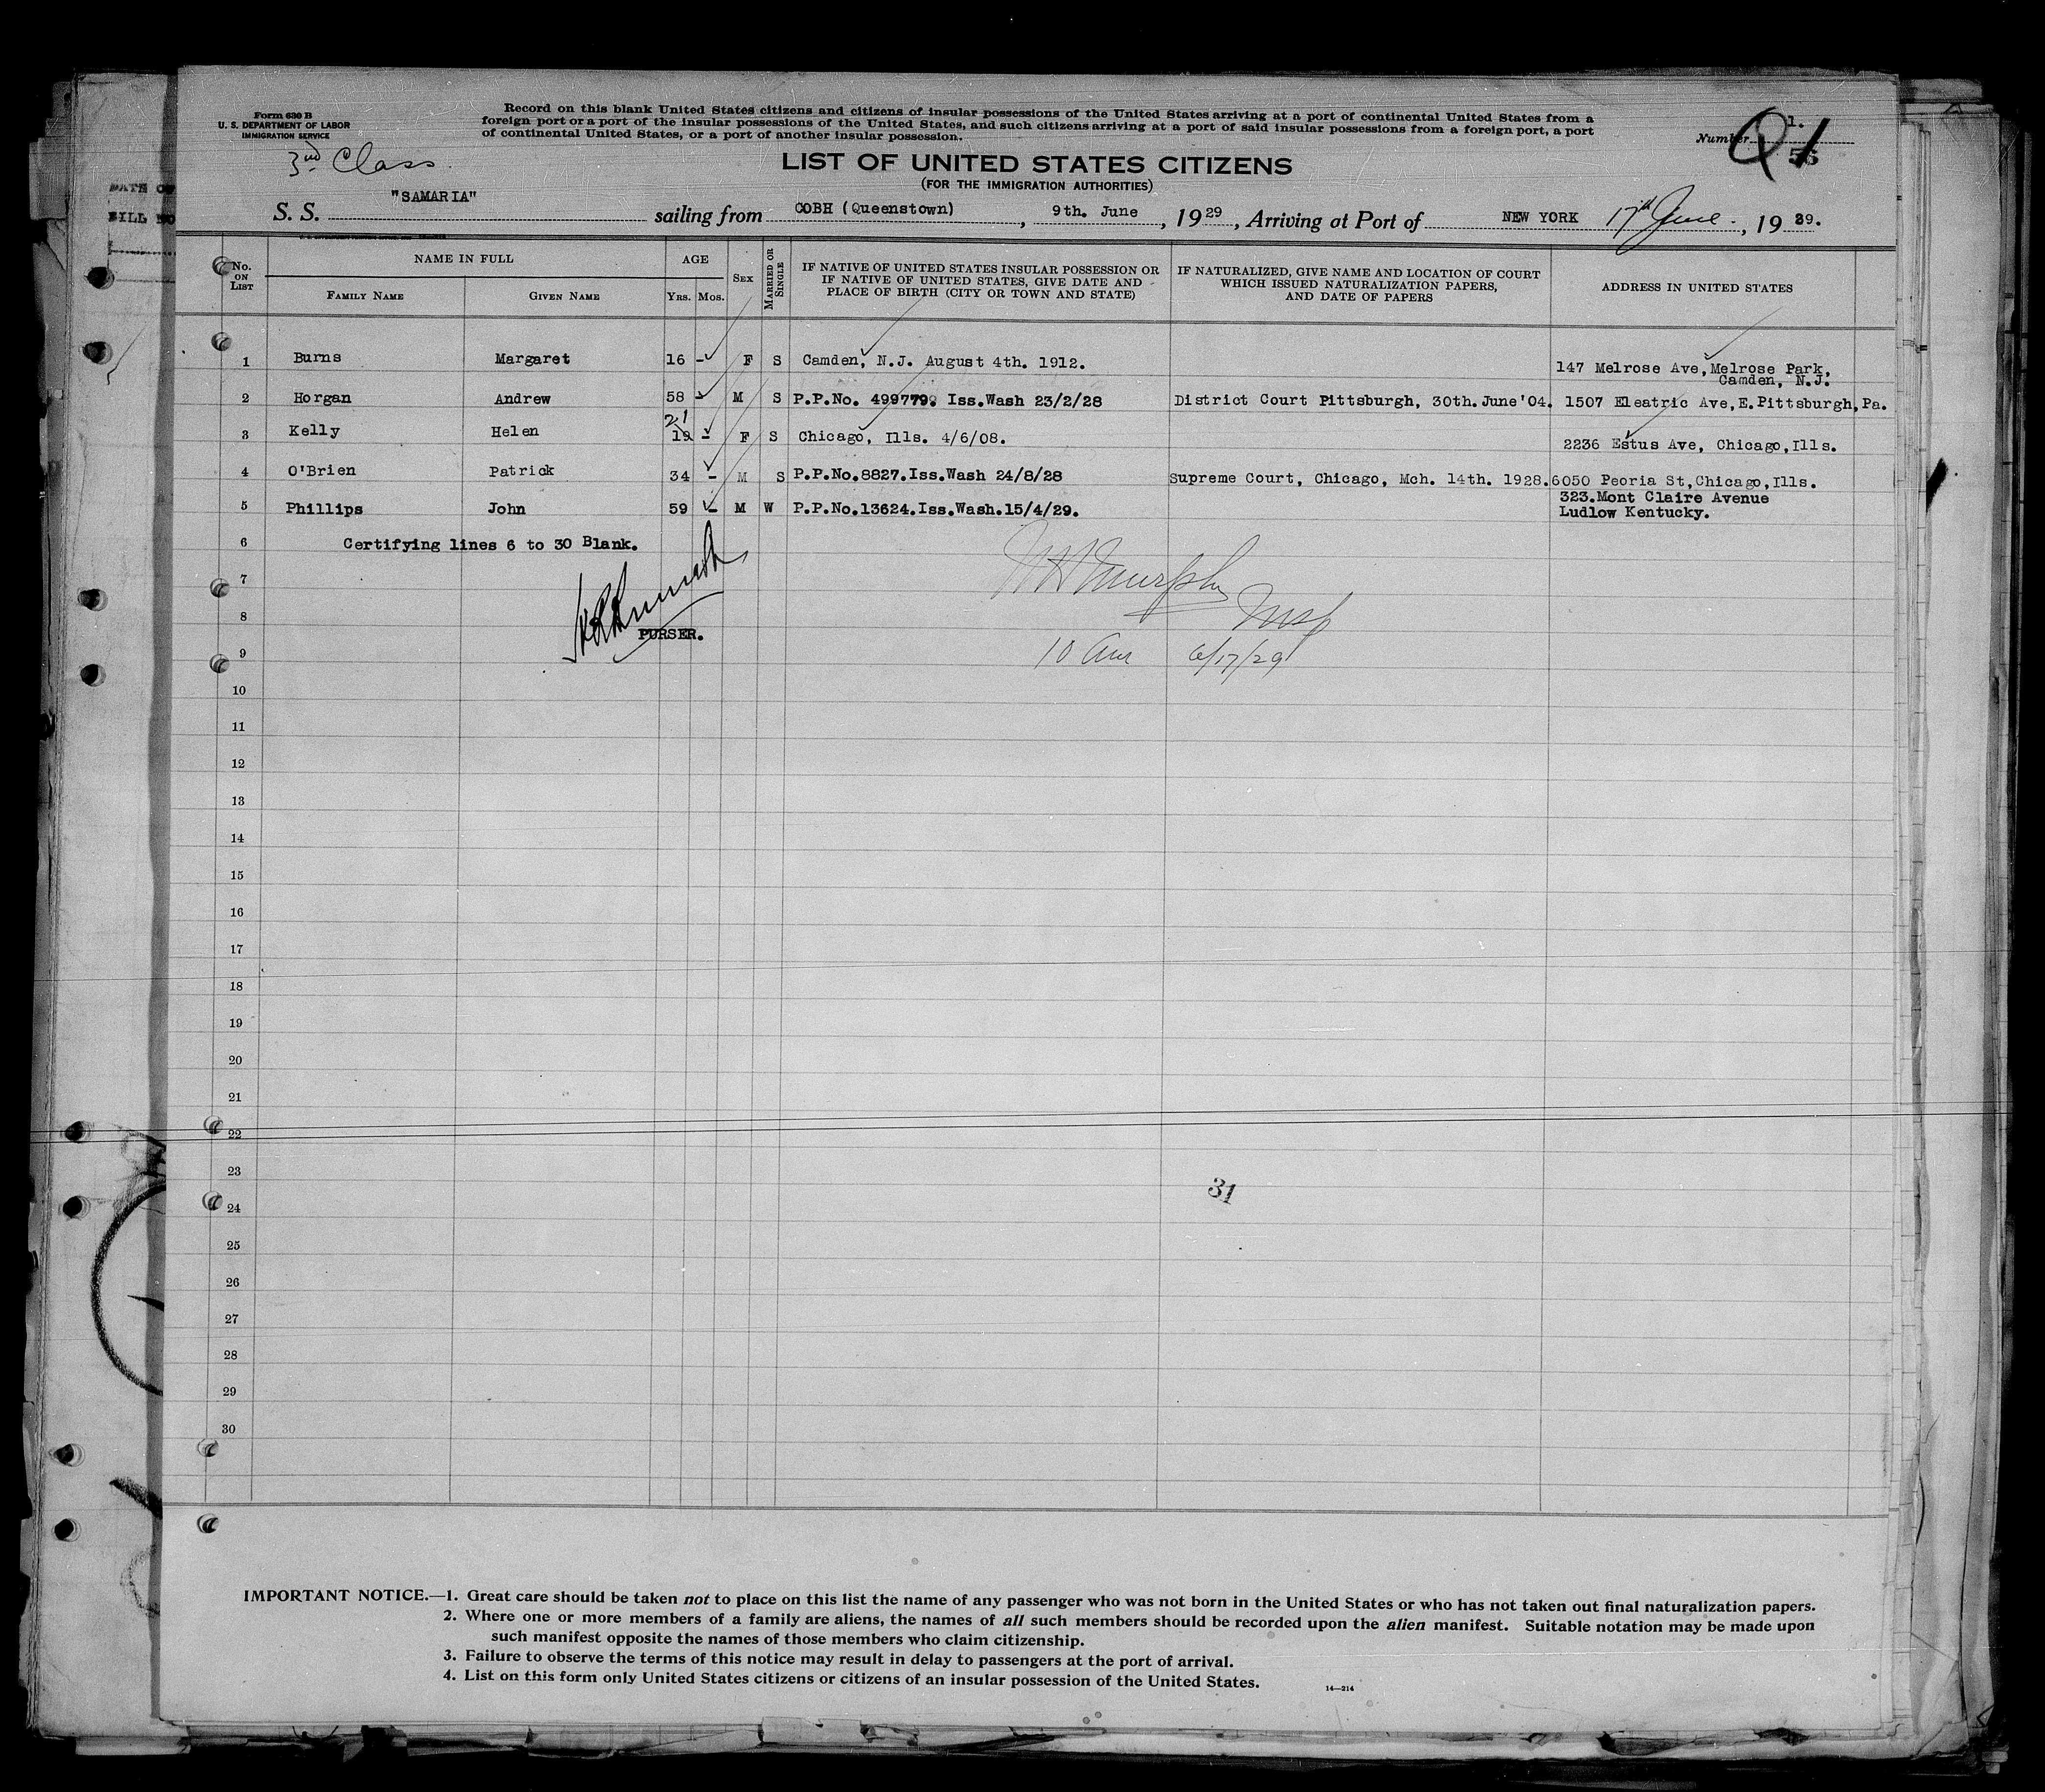 Form 630 B
U. S. DEPARTMENT OF LABOR
IMMIGRATION SERVICE
Record on this blank United States citizens and citizens of insular possessions of the United States arriving at a port of continental United States from a
foreign port or a port of the insular possessions of the United States, and such citizens arriving at a port of said insular possessions from a foreign port, a port
of continental United States, or a port of another insular possession.
Number 1.
Q1
56
3rd Class
LIST OF UNITED STATES CITIZENS
(FOR THE IMMIGRATION AUTHORITIES)
S. S. "SAMARIA" sailing from COBH (Queenstown), 9th. June, 1929, Arriving at Port of NEW YORK 17th June., 19 29.
No. ON LIST
NAME IN FULL
FAMILY NAME GIVEN NAME
AGE
YRS. MOS.
SEX
MARRIED OR SINGLE
IF NATIVE OF UNITED STATES INSULAR POSSESSION OR
IF NATIVE OF UNITED STATES, GIVE DATE AND
PLACE OF BIRTH (CITY OR TOWN AND STATE)
IF NATURALIZED, GIVE NAME AND LOCATION OF COURT
WHICH ISSUED NATURALIZATION PAPERS,
AND DATE OF PAPERS
ADDRESS IN UNITED STATES
1 Burns Margaret 16 - F S Camden, N.J. August 4th. 1912. 147 Melrose Ave, Melrose Park,
Camden, N.J.
2 Horgan Andrew 58 - M S P.P.No. 499779. Iss.Wash 23/2/28 District Court Pittsburgh, 30th. June '04. 1507 Eleatric Ave, E. Pittsburgh, Pa.
21
3 Kelly Helen 19 - F S Chicago, Ills. 4/6/08. 2236 Estus Ave, Chicago, Ills.
4 O'Brien Patrick 34 - M S P.P.No.8827.Iss.Wash 24/8/28 Supreme Court, Chicago, Mch. 14th. 1928. 6050 Peoria St, Chicago, Ills.
5 Phillips John 59 - M W P.P.No.13624.Iss.Wash.15/4/29. 323.Mont Claire Avenue
Ludlow Kentucky.
6 Certifying lines 6 to 30 Blank.
7
8
PURSER.
9
10 am 6/17/29
10
11
12
13
14
15
16
17
18
19
20
21
22
23
31
24
25
26
27
28
29
30
IMPORTANT NOTICE.—1. Great care should be taken not to place on this list the name of any passenger who was not born in the United States or who has not taken out final naturalization papers.
2. Where one or more members of a family are aliens, the names of all such members should be recorded upon the alien manifest. Suitable notation may be made upon
such manifest opposite the names of those members who claim citizenship.
3. Failure to observe the terms of this notice may result in delay to passengers at the port of arrival.
4. List on this form only United States citizens or citizens of an insular possession of the United States.
14—214